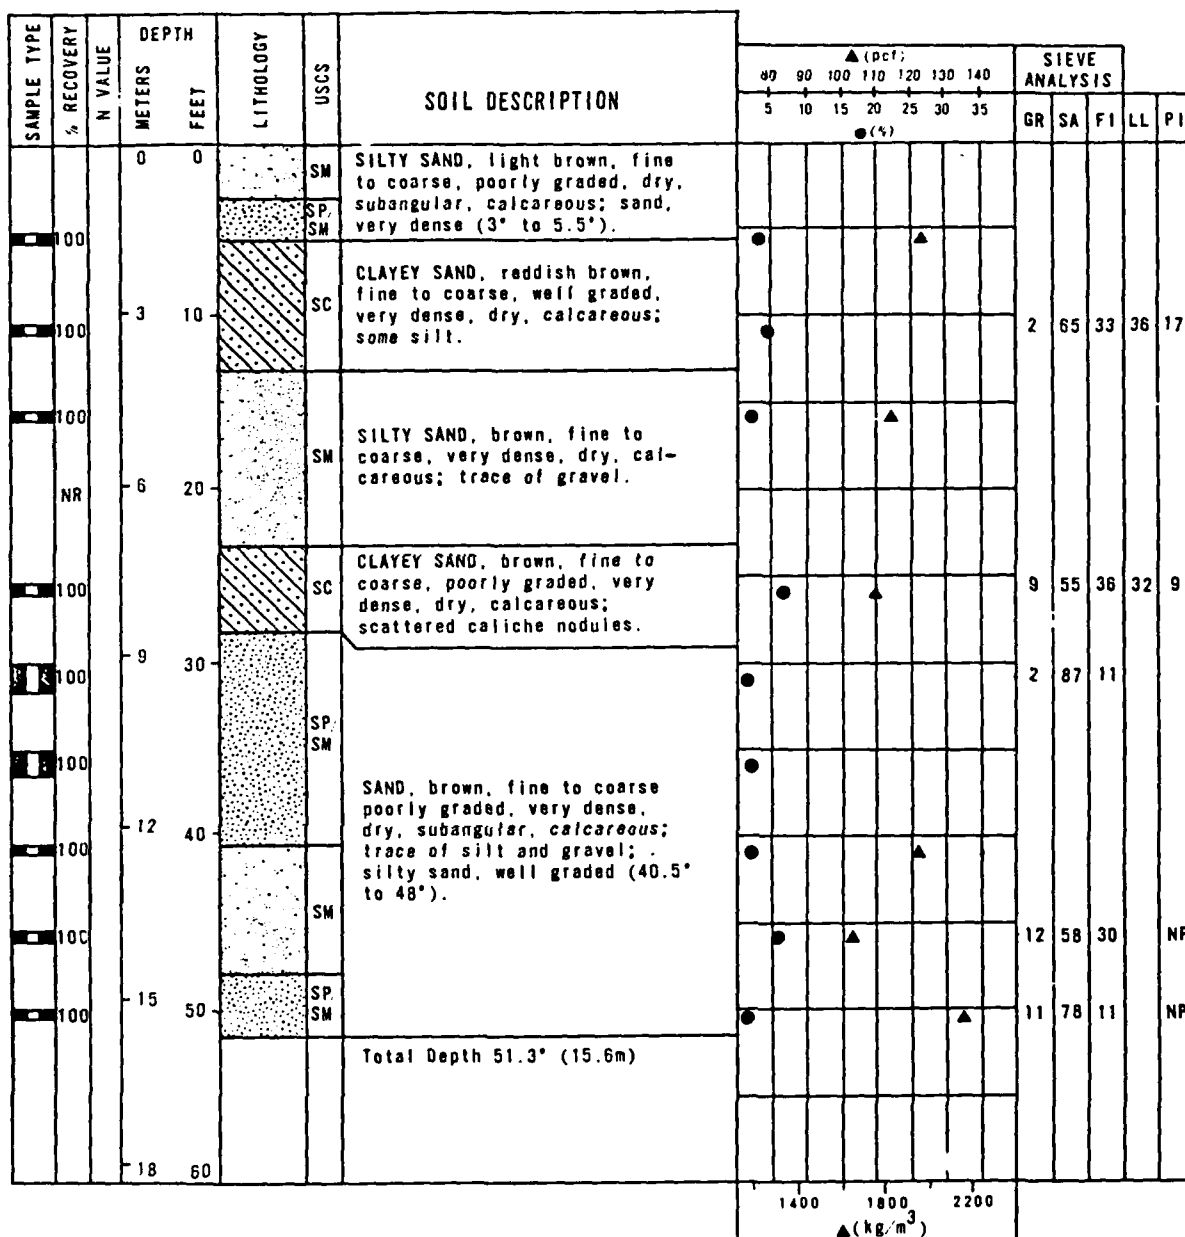 SAMPLE TYPE
% RECOVERY
N VALUE
DEPTH
METERS
FEET
LITHOLOGY
USCS
SOIL DESCRIPTION
▲ (pcf)
80 90 100 110 120 130 140
5 10 15 20 25 30 35
● (%)
SIEVE
ANALYSIS
GR SA FI LL PI
0 0
SM
SILTY SAND, light brown, fine
to coarse, poorly graded, dry,
subangular, calcareous; sand,
very dense (3° to 5.5°).
SP/
SM
100
CLAYEY SAND, reddish brown,
fine to coarse, well graded,
very dense, dry, calcareous;
some silt.
SC
3 10
100
2 65 33 36 17
100
SILTY SAND, brown, fine to
coarse, very dense, dry, cal-
careous; trace of gravel.
SM
NR
6 20
CLAYEY SAND, brown, fine to
coarse, poorly graded, very
dense, dry, calcareous;
scattered caliche nodules.
SC
100
9 55 36 32 9
9 30
100
2 87 11
SP/
SM
100
SAND, brown, fine to coarse
poorly graded, very dense,
dry, subangular, calcareous;
trace of silt and gravel; .
silty sand, well graded (40.5°
to 48°).
12 40
100
SM
10C
12 58 30 NP
SP/
SM
15 50
100
11 78 11 NP
Total Depth 51.3° (15.6m)
18 60
1400 1800 2200
▲ (kg/m³)